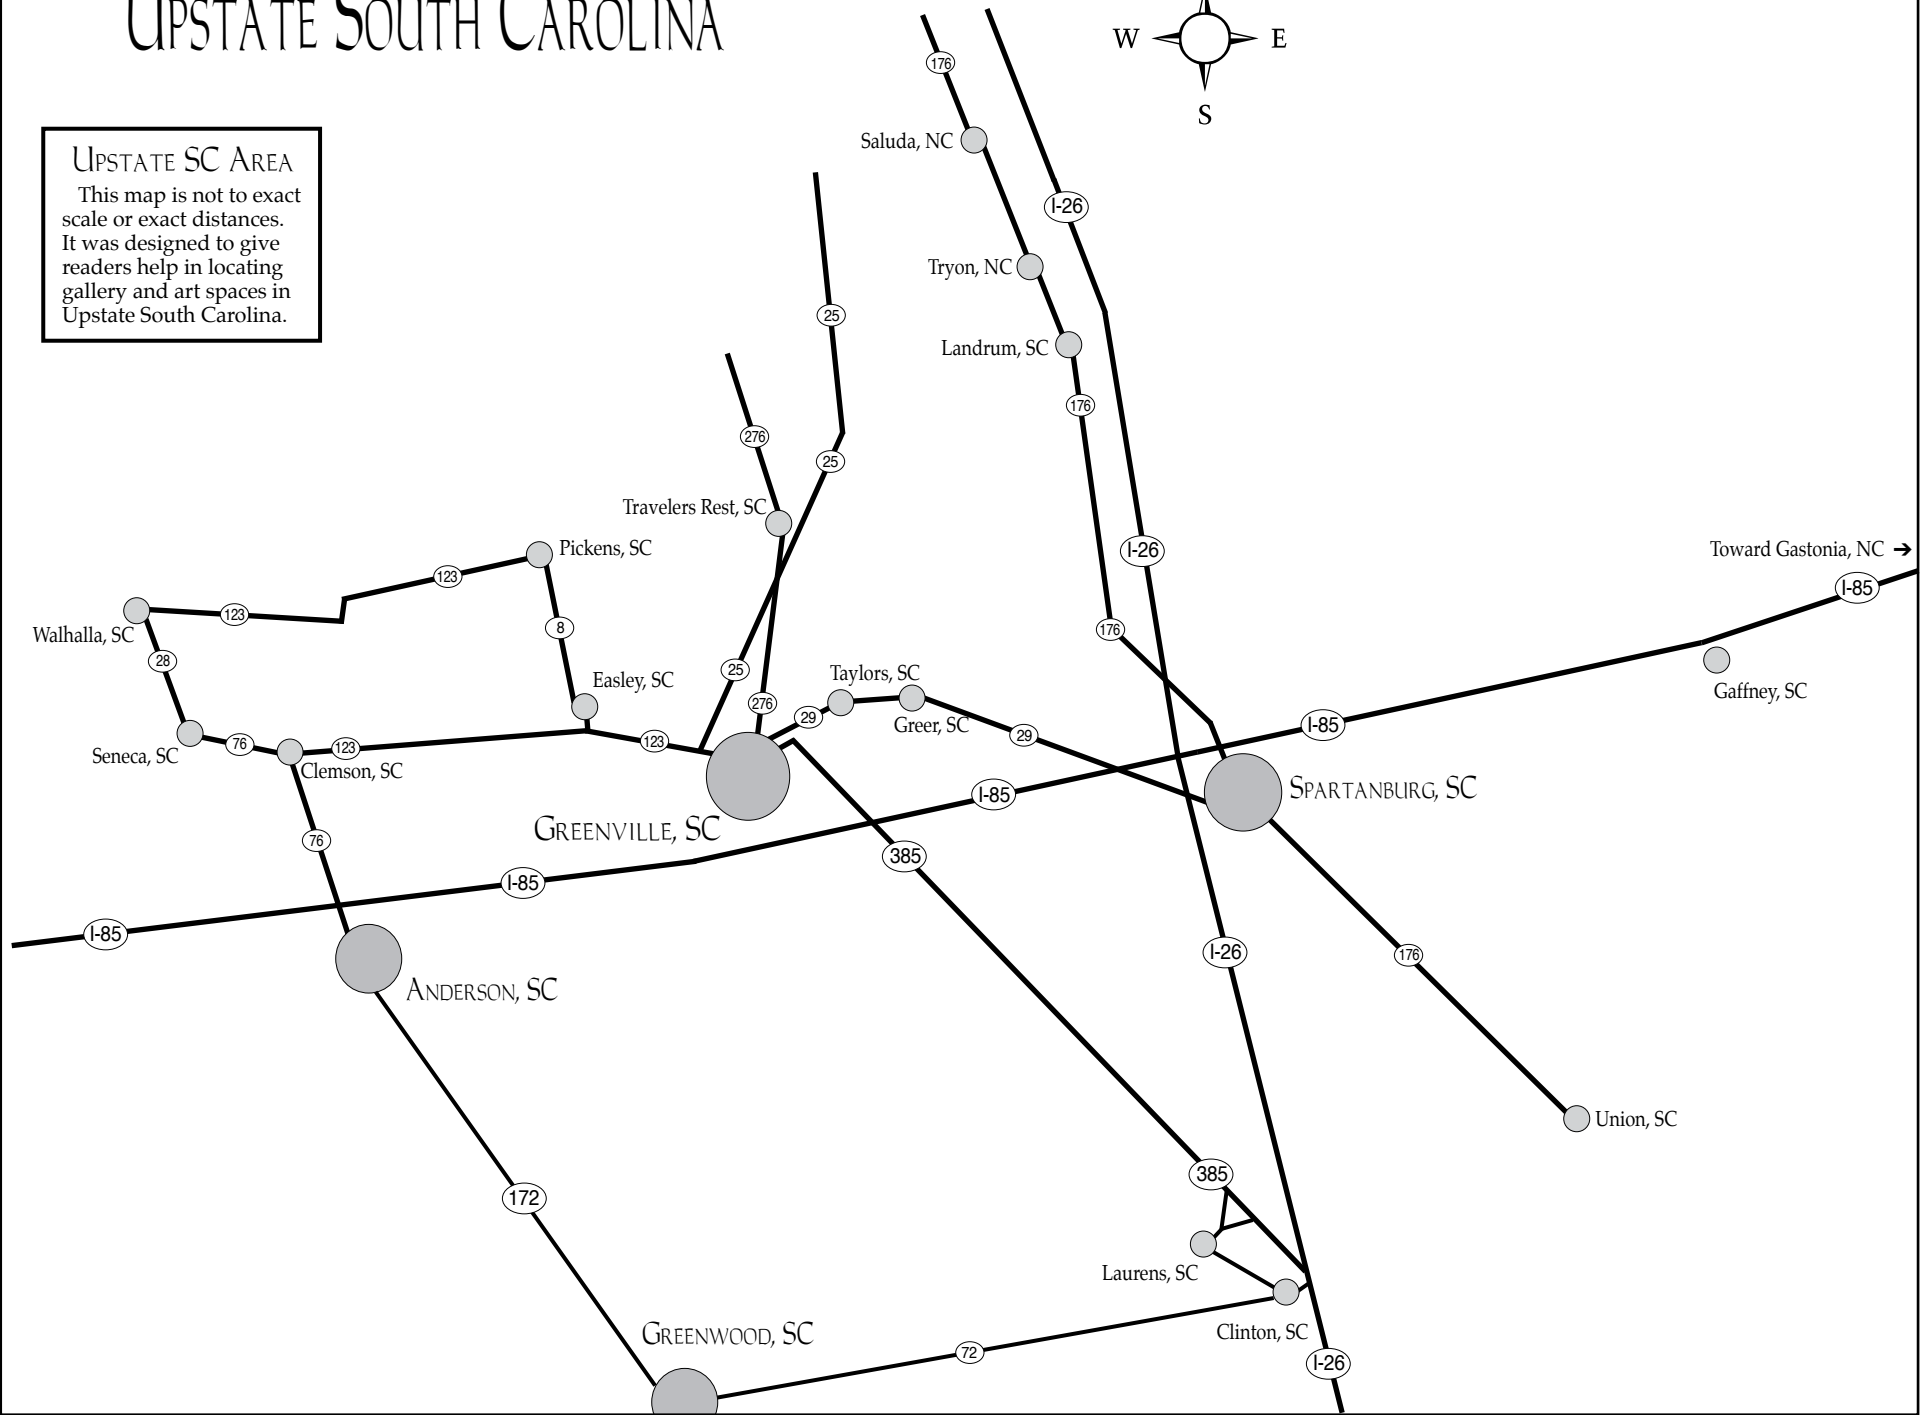 UPSTATE SOUTH CAROLINA
W E
S
176
Saluda, NC
UPSTATE SC AREA
This map is not to exact
scale or exact distances.
It was designed to give
readers help in locating
gallery and art spaces in
Upstate South Carolina.
I-26
Tryon, NC
25
Landrum, SC
176
276
25
Travelers Rest, SC
Pickens, SC
I-26
Toward Gastonia, NC ➔
123
I-85
123
8
176
Walhalla, SC
28
25
Taylors, SC
Easley, SC
Gaffney, SC
276
29
Greer, SC
I-85
29
76
123
123
Seneca, SC
Clemson, SC
SPARTANBURG, SC
I-85
GREENVILLE, SC
76
385
I-85
I-85
I-26
176
ANDERSON, SC
Union, SC
385
172
Laurens, SC
GREENWOOD, SC
Clinton, SC
72
I-26